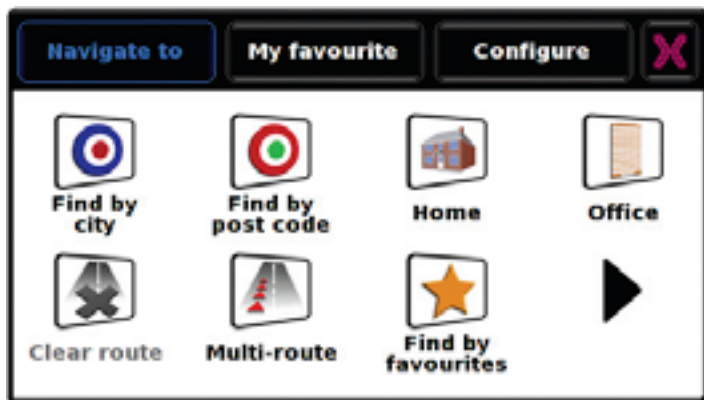 Navigate to
My favourite
Configure
Find by
city
Find by
post code
Home
Office
Clear route
Multi-route
Find by
favourites